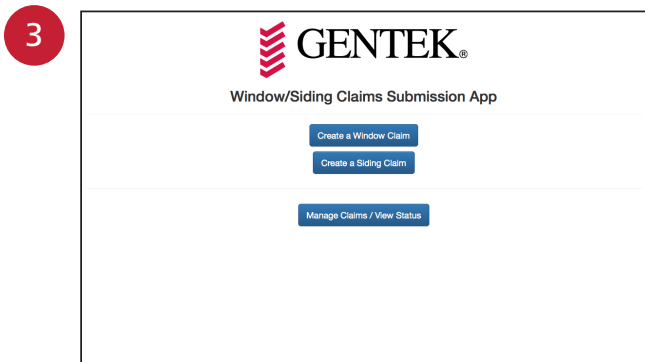 3
GENTEK®
Window/Siding Claims Submission App
Create a Window Claim
Create a Siding Claim
Manage Claims / View Status